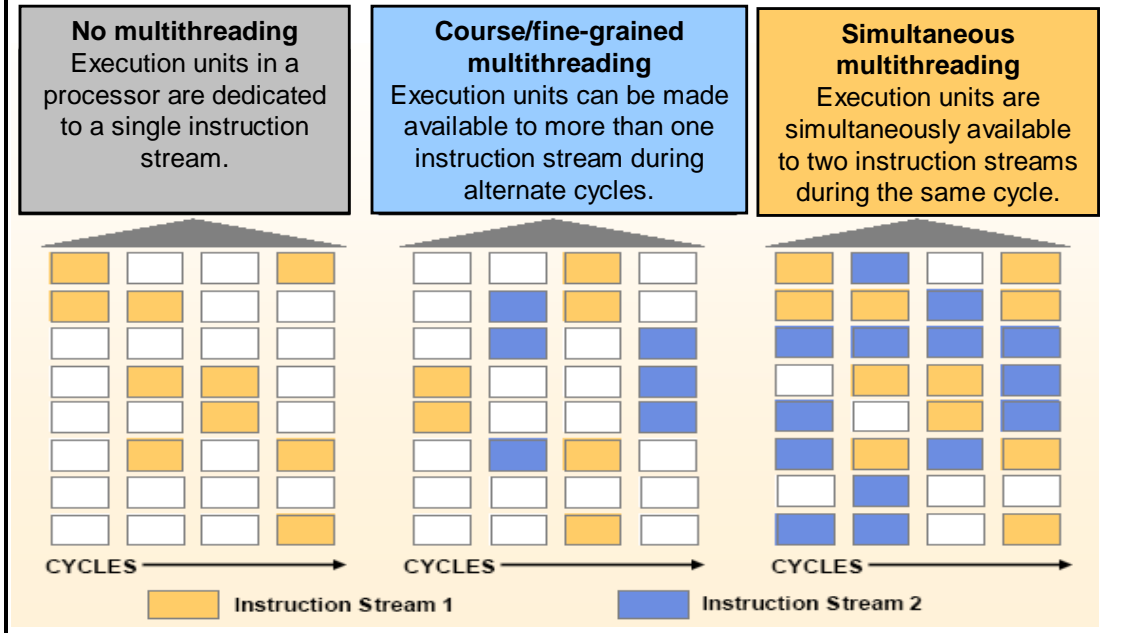 No multithreading
Execution units in a
processor are dedicated
to a single instruction
stream.
Course/fine-grained
multithreading
Execution units can be made
available to more than one
instruction stream during
alternate cycles.
Simultaneous
multithreading
Execution units are
simultaneously available
to two instruction streams
during the same cycle.
CYCLES
CYCLES
CYCLES
Instruction Stream 1
Instruction Stream 2